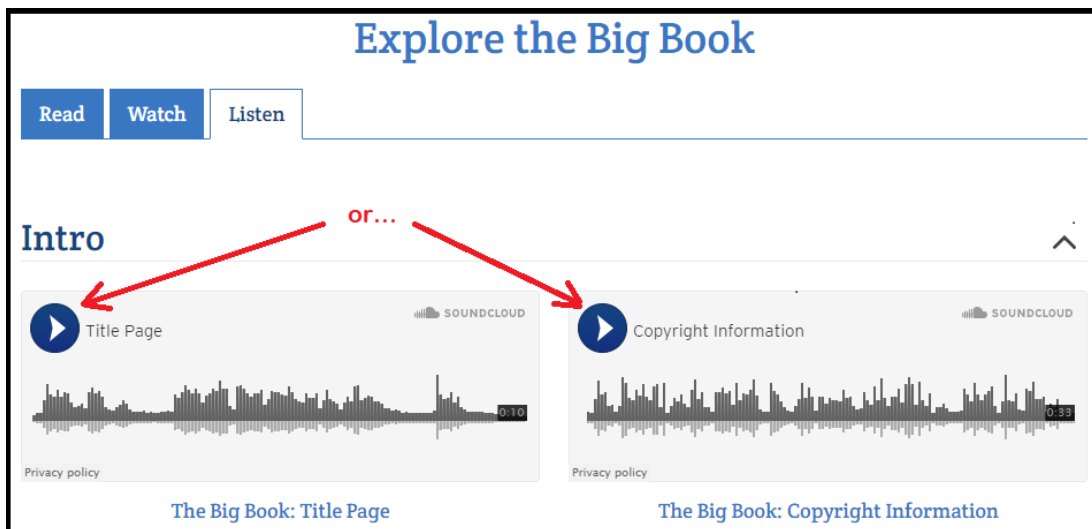 Explore the Big Book
Read Watch Listen
or...
Intro
Title Page SOUNDCLOUD
0:10
Privacy policy
The Big Book: Title Page
Copyright Information SOUNDCLOUD
0:33
Privacy policy
The Big Book: Copyright Information